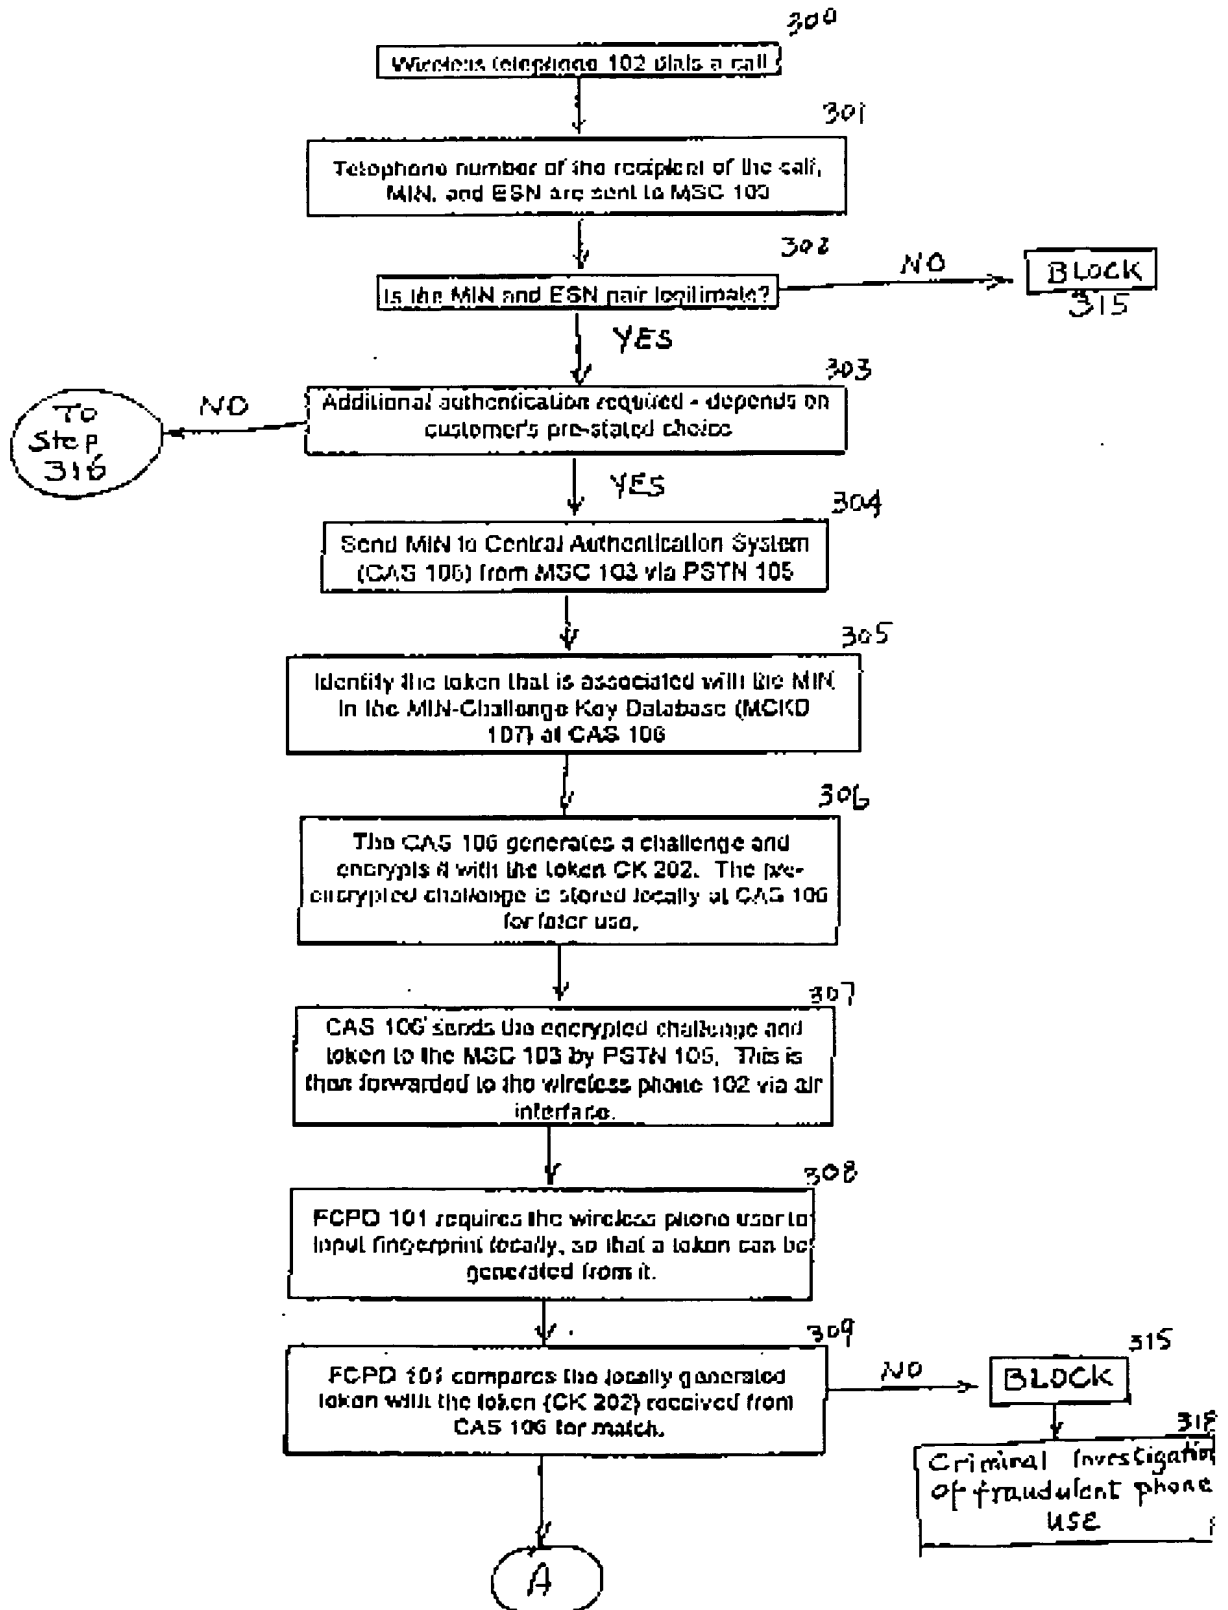 300
Wireless telephone 102 dials a call
301
Telephone number of the recipient of the call,
MIN, and ESN are sent to MSC 103
302
Is the MIN and ESN pair legitimate?
NO
BLOCK
315
YES
303
Additional authentication required - depends on
customer's pre-stated choice
NO
To
Step
316
YES
304
Send MIN to Central Authentication System
(CAS 106) from MSC 103 via PSTN 105
305
Identify the token that is associated with the MIN
in the MIN-Challenge Key Database (MCKD
107) at CAS 106
306
The CAS 106 generates a challenge and
encrypts it with the token CK 202. The pre-
encrypted challenge is stored locally at CAS 106
for later use.
307
CAS 106 sends the encrypted challenge and
token to the MSC 103 by PSTN 105. This is
then forwarded to the wireless phone 102 via air
interface.
308
FCPD 101 requires the wireless phone user to
input fingerprint locally, so that a token can be
generated from it.
309
FCPD 101 compares the locally generated
token with the token (CK 202) received from
CAS 106 for match.
NO
315
BLOCK
318
Criminal Investigation
of fraudulent phone
use
A